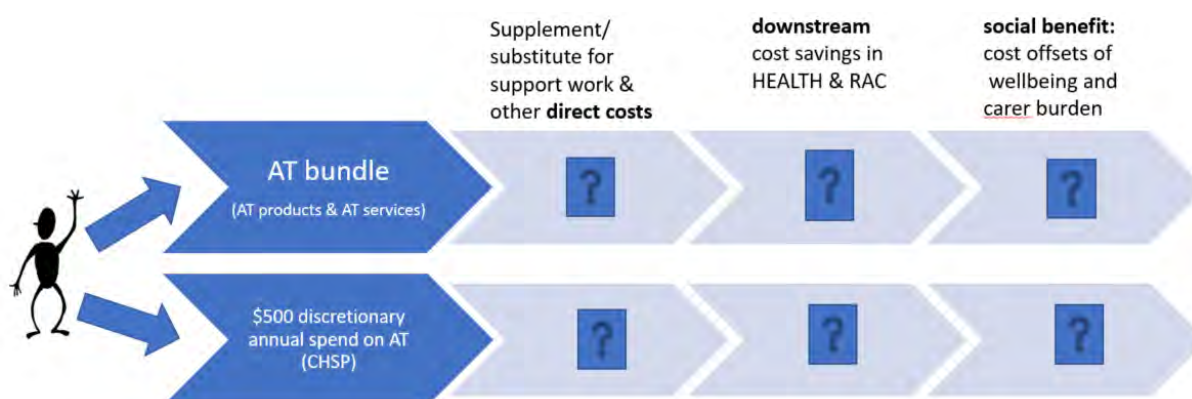 Supplement/
substitute for
support work &
other direct costs
downstream
cost savings in
HEALTH & RAC
social benefit:
cost offsets of
wellbeing and
carer burden
AT bundle
(AT products & AT services)
?
?
?
$500 discretionary
annual spend on AT
(CHSP)
?
?
?